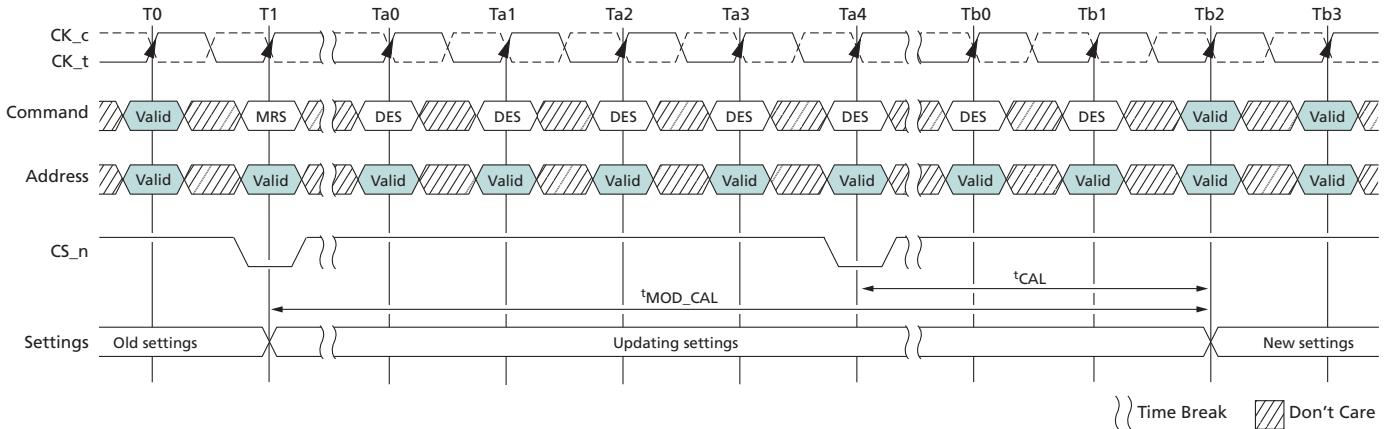 T0 T1 Ta0 Ta1 Ta2 Ta3 Ta4 Tb0 Tb1 Tb2 Tb3
CK_c
CK_t
Command Valid MRS DES DES DES DES DES DES DES Valid Valid
Address Valid Valid Valid Valid Valid Valid Valid Valid Valid Valid Valid
CS_n
tCAL
tMOD_CAL
Settings Old settings Updating settings New settings
Time Break Don't Care